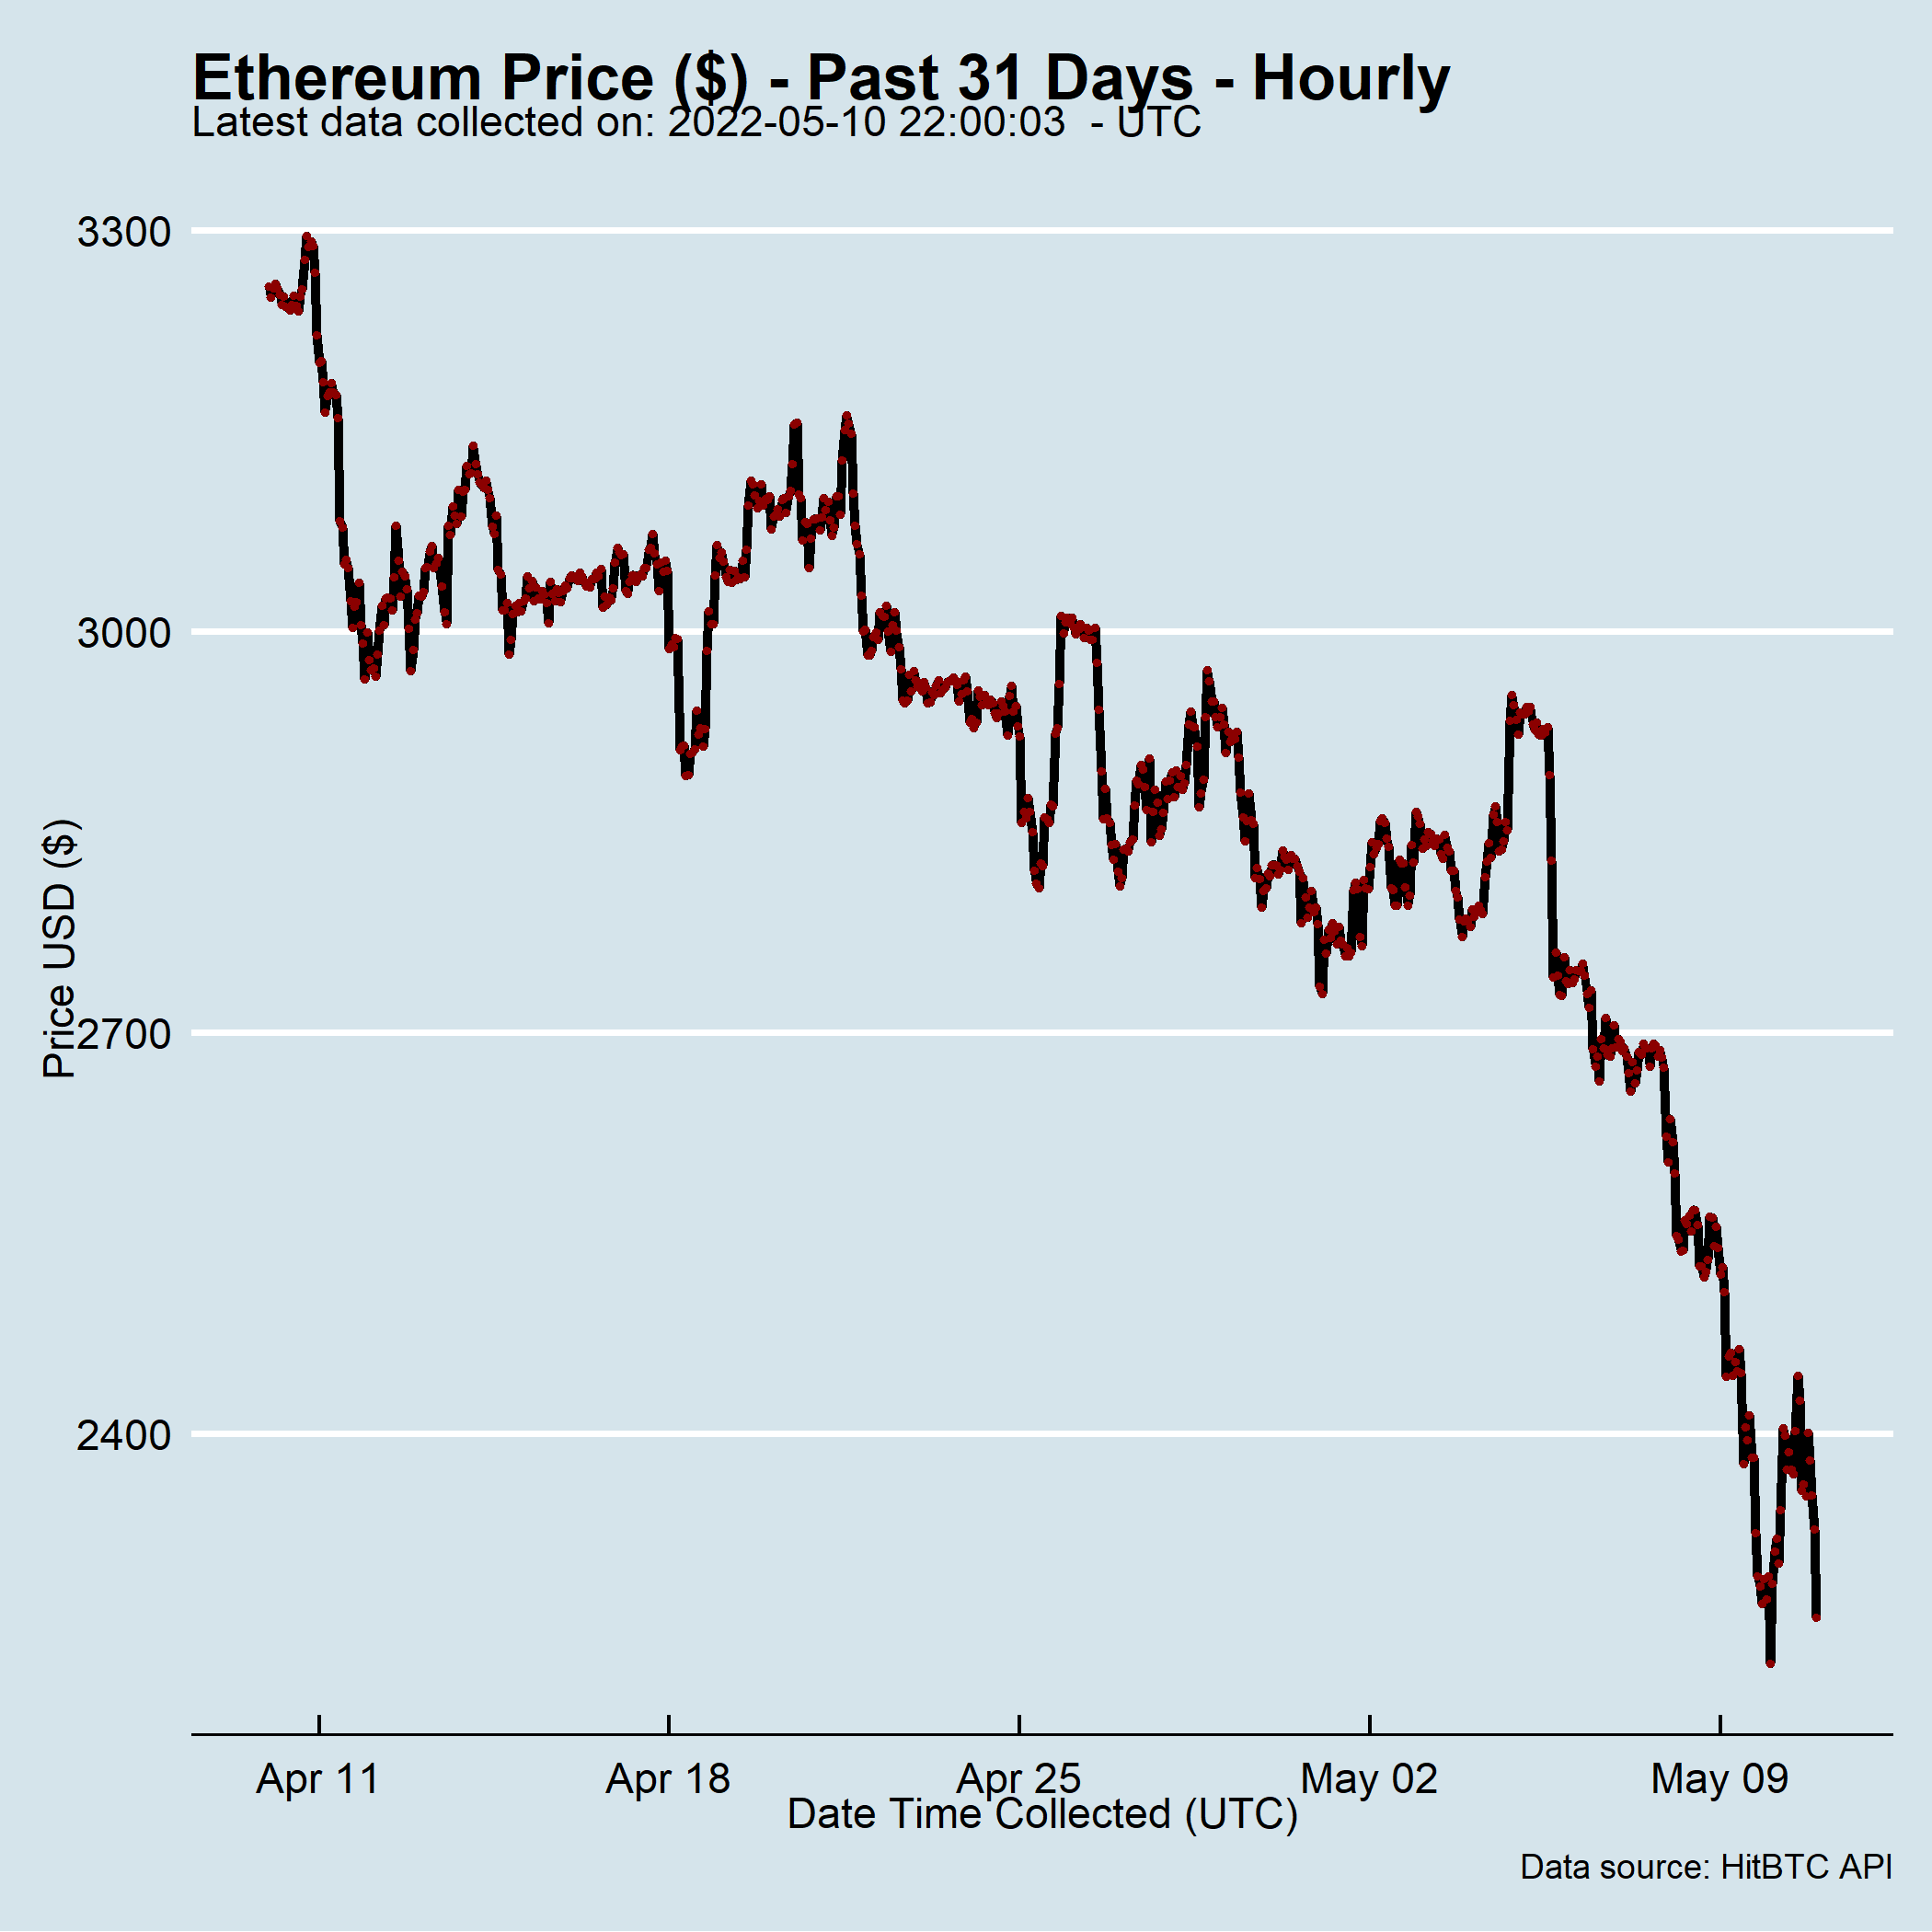 Ethereum Price ($) - Past 31 Days - Hourly
Latest data collected on: 2022-05-10 22:00:03  - UTC
Price USD ($)
3300
3000
2700
2400
Apr 11
Apr 18
Apr 25
May 02
May 09
Date Time Collected (UTC)
Data source: HitBTC API